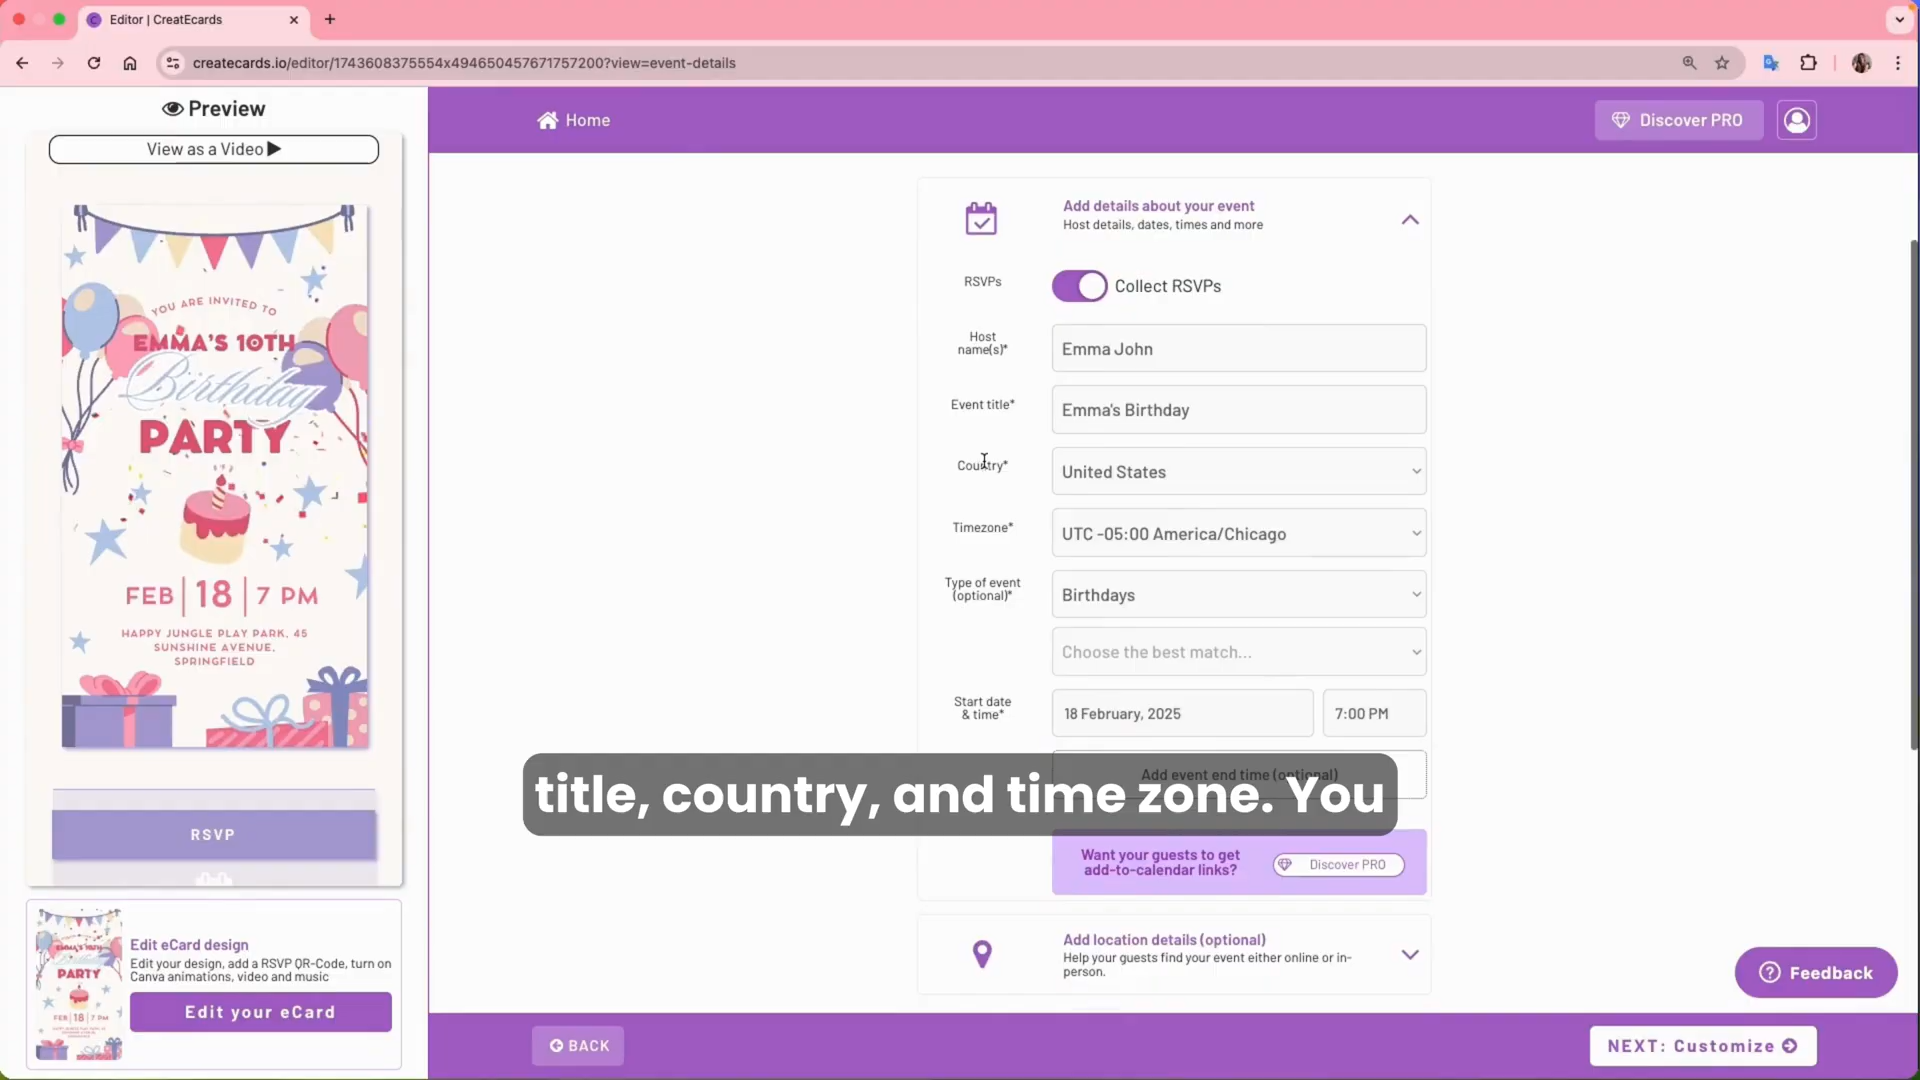 Editor | CreatEcards
createcards.io/editor/1743608375554x494650457671757200?view=event-details
Preview
View as a Video
YOU ARE INVITED TO
EMMA'S 10TH
Birthday
PARTY
FEB | 18 | 7 PM
HAPPY JUNGLE PLAY PARK, 45
SUNSHINE AVENUE,
SPRINGFIELD
RSVP
Edit eCard design
Edit your design, add a RSVP QR-Code, turn on
Canva animations, video and music
Edit your eCard
EMMA'S 10TH
PARTY
FEB | 18 | 7 PM
Home
Discover PRO
Add details about your event
Host details, dates, times and more
RSVPs
Collect RSVPs
Host
name(s)*
Emma John
Event title*
Emma's Birthday
Country*
United States
Timezone*
UTC -05:00 America/Chicago
Type of event
(optional)*
Birthdays
Choose the best match...
Start date
& time*
18 February, 2025
7:00 PM
Add event end time (optional)
title, country, and time zone. You
Want your guests to get
add-to-calendar links?
Discover PRO
Add location details (optional)
Help your guests find your event either online or in-
person.
Feedback
BACK
NEXT: Customize